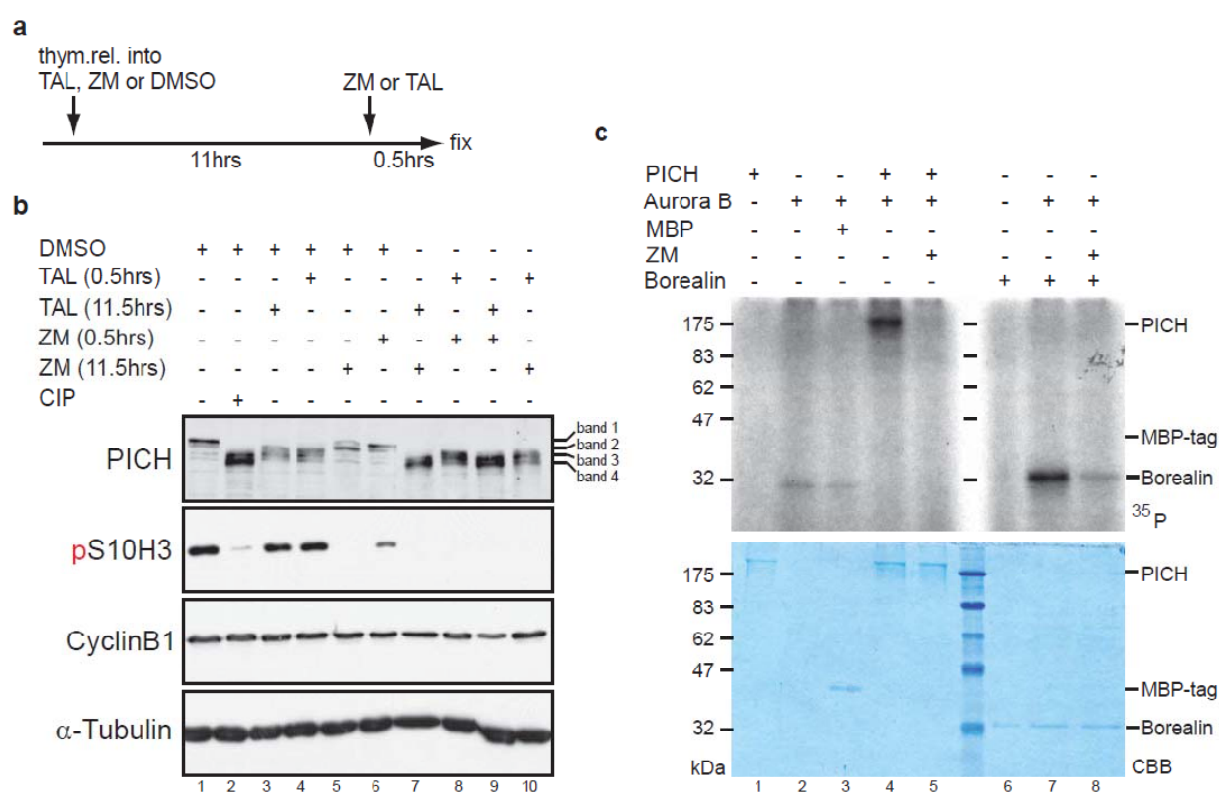 a
thym.rel. into
TAL, ZM or DMSO
ZM or TAL
fix
11hrs
0.5hrs
b
DMSO + + + + + + - - - -
TAL (0.5hrs) - - - + - - - + - +
TAL (11.5hrs) - - + - - - + - + -
ZM (0.5hrs) - - - - - + - + + -
ZM (11.5hrs) - - - - + - + - - +
CIP - + - - - - - - - -
PICH
band 1
band 2
band 3
band 4
pS10H3
CyclinB1
α-Tubulin
1 2 3 4 5 6 7 8 9 10
c
PICH + - - + + - - -
Aurora B - + + + + - + +
MBP - - + - - - - -
ZM - - - - + - - +
Borealin - - - - - + + +
175
83
62
47
32
PICH
MBP-tag
Borealin
35P
175
83
62
47
32
kDa
PICH
MBP-tag
Borealin
CBB
1 2 3 4 5 6 7 8